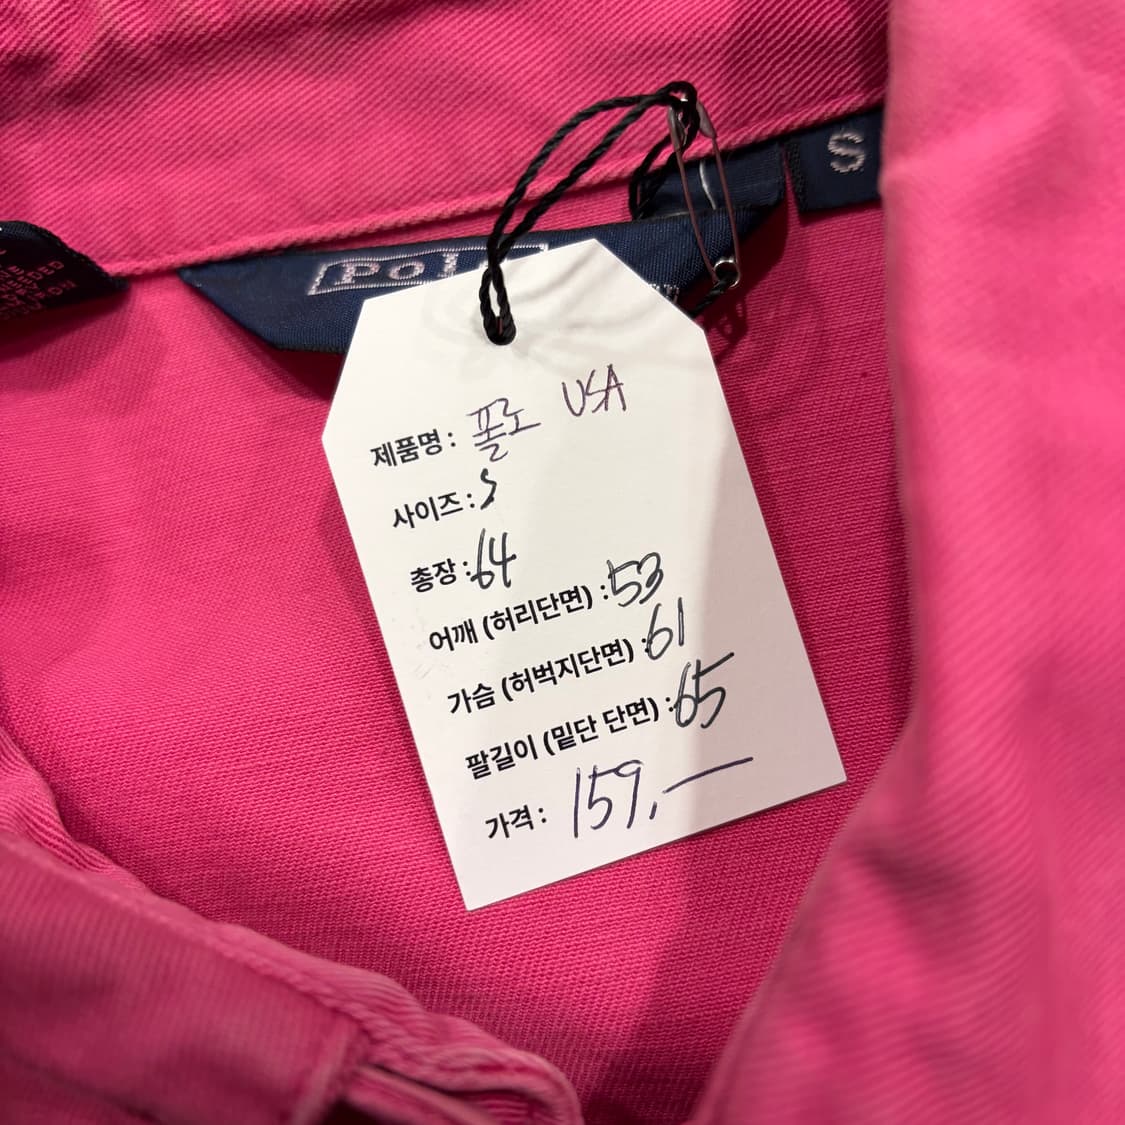 S
Pol
제품명 : 폴로 USA
사이즈 : S
총장 : 64
어깨 (허리단면) : 53
가슴 (허벅지단면) : 61
팔길이 (밑단 단면) : 65
가격 : 159,—